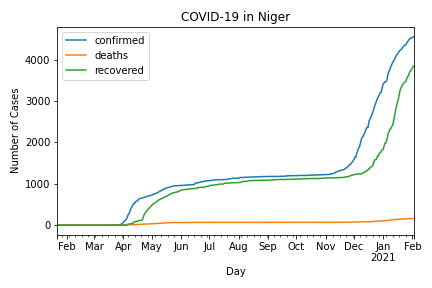 COVID-19 in Niger
confirmed
deaths
recovered
Number of Cases
4000
3000
2000
1000
0
Feb Mar Apr May Jun Jul Aug Sep Oct Nov Dec Jan Feb
2021
Day